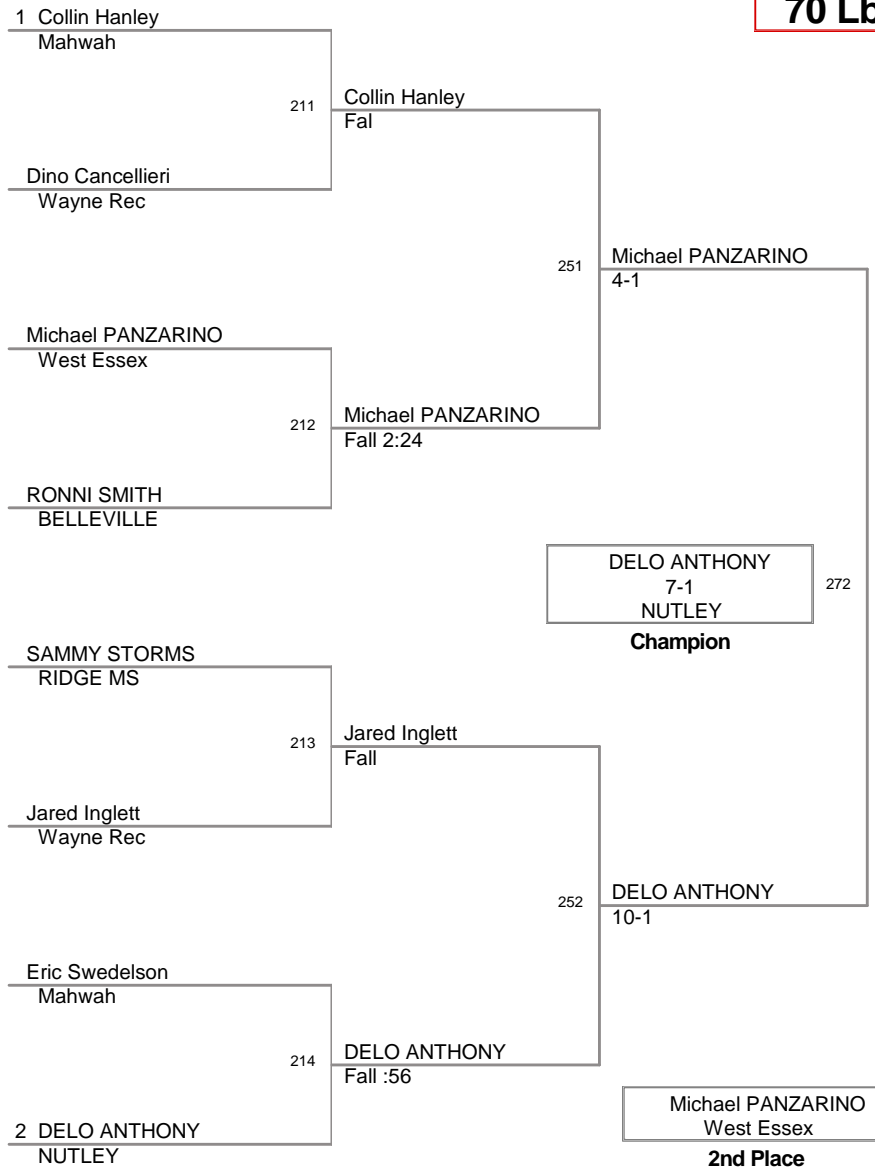 70 Lb
1 Collin Hanley
Mahwah
211
Collin Hanley
Fal
Dino Cancellieri
Wayne Rec
251
Michael PANZARINO
4-1
Michael PANZARINO
West Essex
212
Michael PANZARINO
Fall 2:24
RONNI SMITH
BELLEVILLE
DELO ANTHONY
7-1
NUTLEY
272
Champion
SAMMY STORMS
RIDGE MS
213
Jared Inglett
Fall
Jared Inglett
Wayne Rec
252
DELO ANTHONY
10-1
Eric Swedelson
Mahwah
214
DELO ANTHONY
Fall :56
2 DELO ANTHONY
NUTLEY
Michael PANZARINO
West Essex
2nd Place